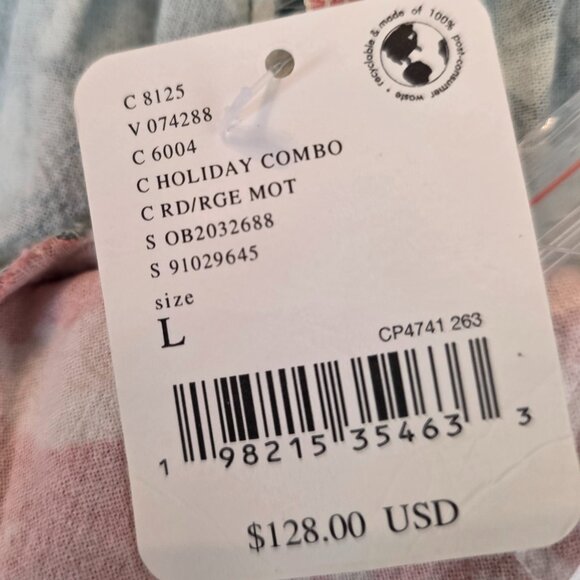 recyclable & made of 100% post-consumer waste •
C 8125
V 074288
C 6004
C HOLIDAY COMBO
C RD/RGE MOT
S OB2032688
S 91029645
size
L
CP4741 263
1 98215 35463 3
$128.00 USD